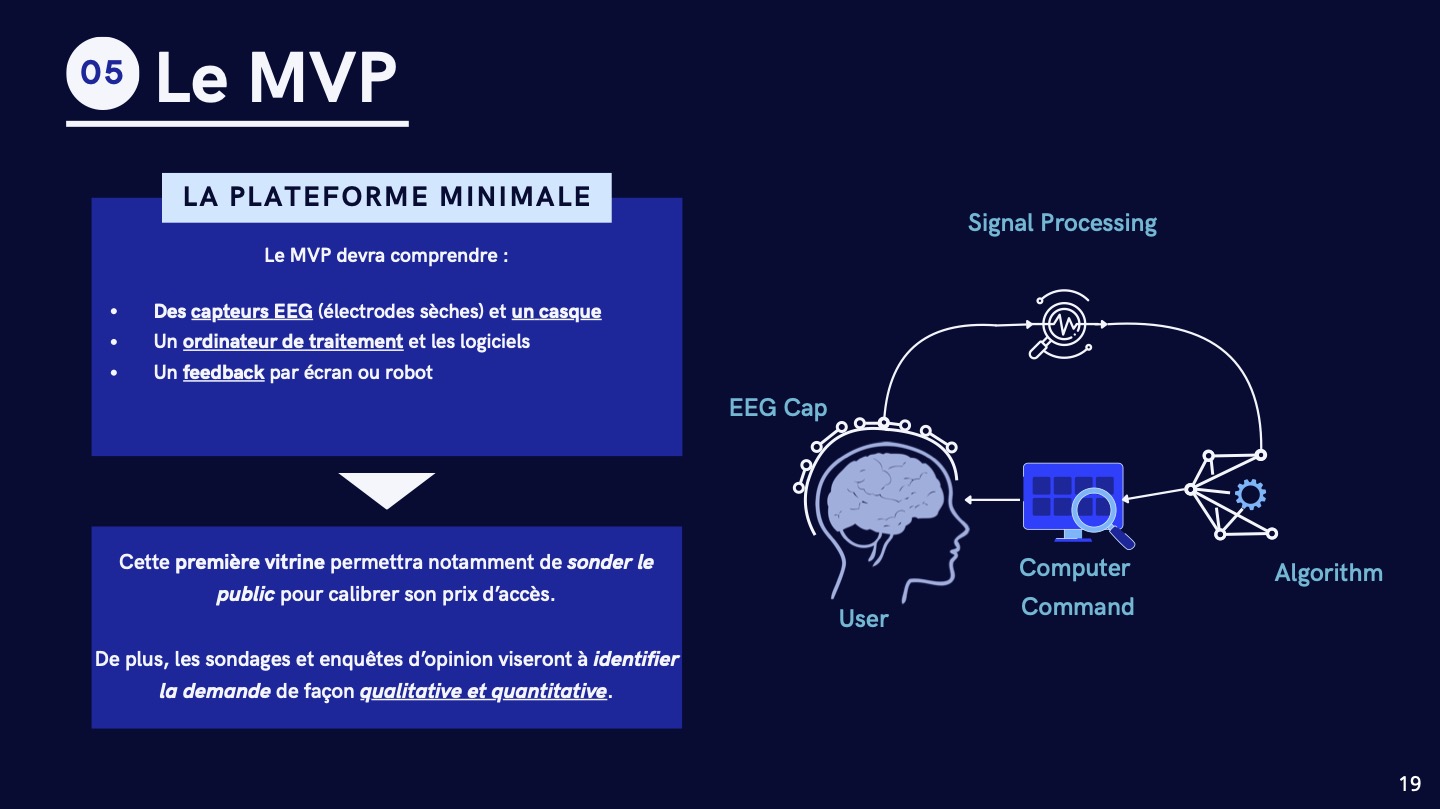 05 Le MVP
LA PLATEFORME MINIMALE
Le MVP devra comprendre :
• Des capteurs EEG (électrodes sèches) et un casque
• Un ordinateur de traitement et les logiciels
• Un feedback par écran ou robot
Cette première vitrine permettra notamment de sonder le
public pour calibrer son prix d’accès.
De plus, les sondages et enquêtes d’opinion viseront à identifier
la demande de façon qualitative et quantitative.
Signal Processing
EEG Cap
User
Computer
Command
Algorithm
19